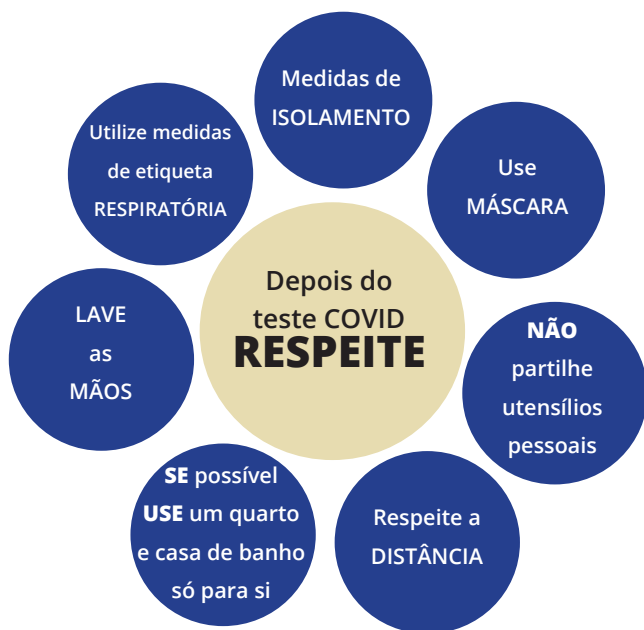 Medidas de
ISOLAMENTO
Use
MÁSCARA
NÃO
partilhe
utensílios
pessoais
Respeite a
DISTÂNCIA
SE possível
USE um quarto
e casa de banho
só para si
LAVE
as
MÃOS
Utilize medidas
de etiqueta
RESPIRATÓRIA
Depois do
teste COVID
RESPEITE